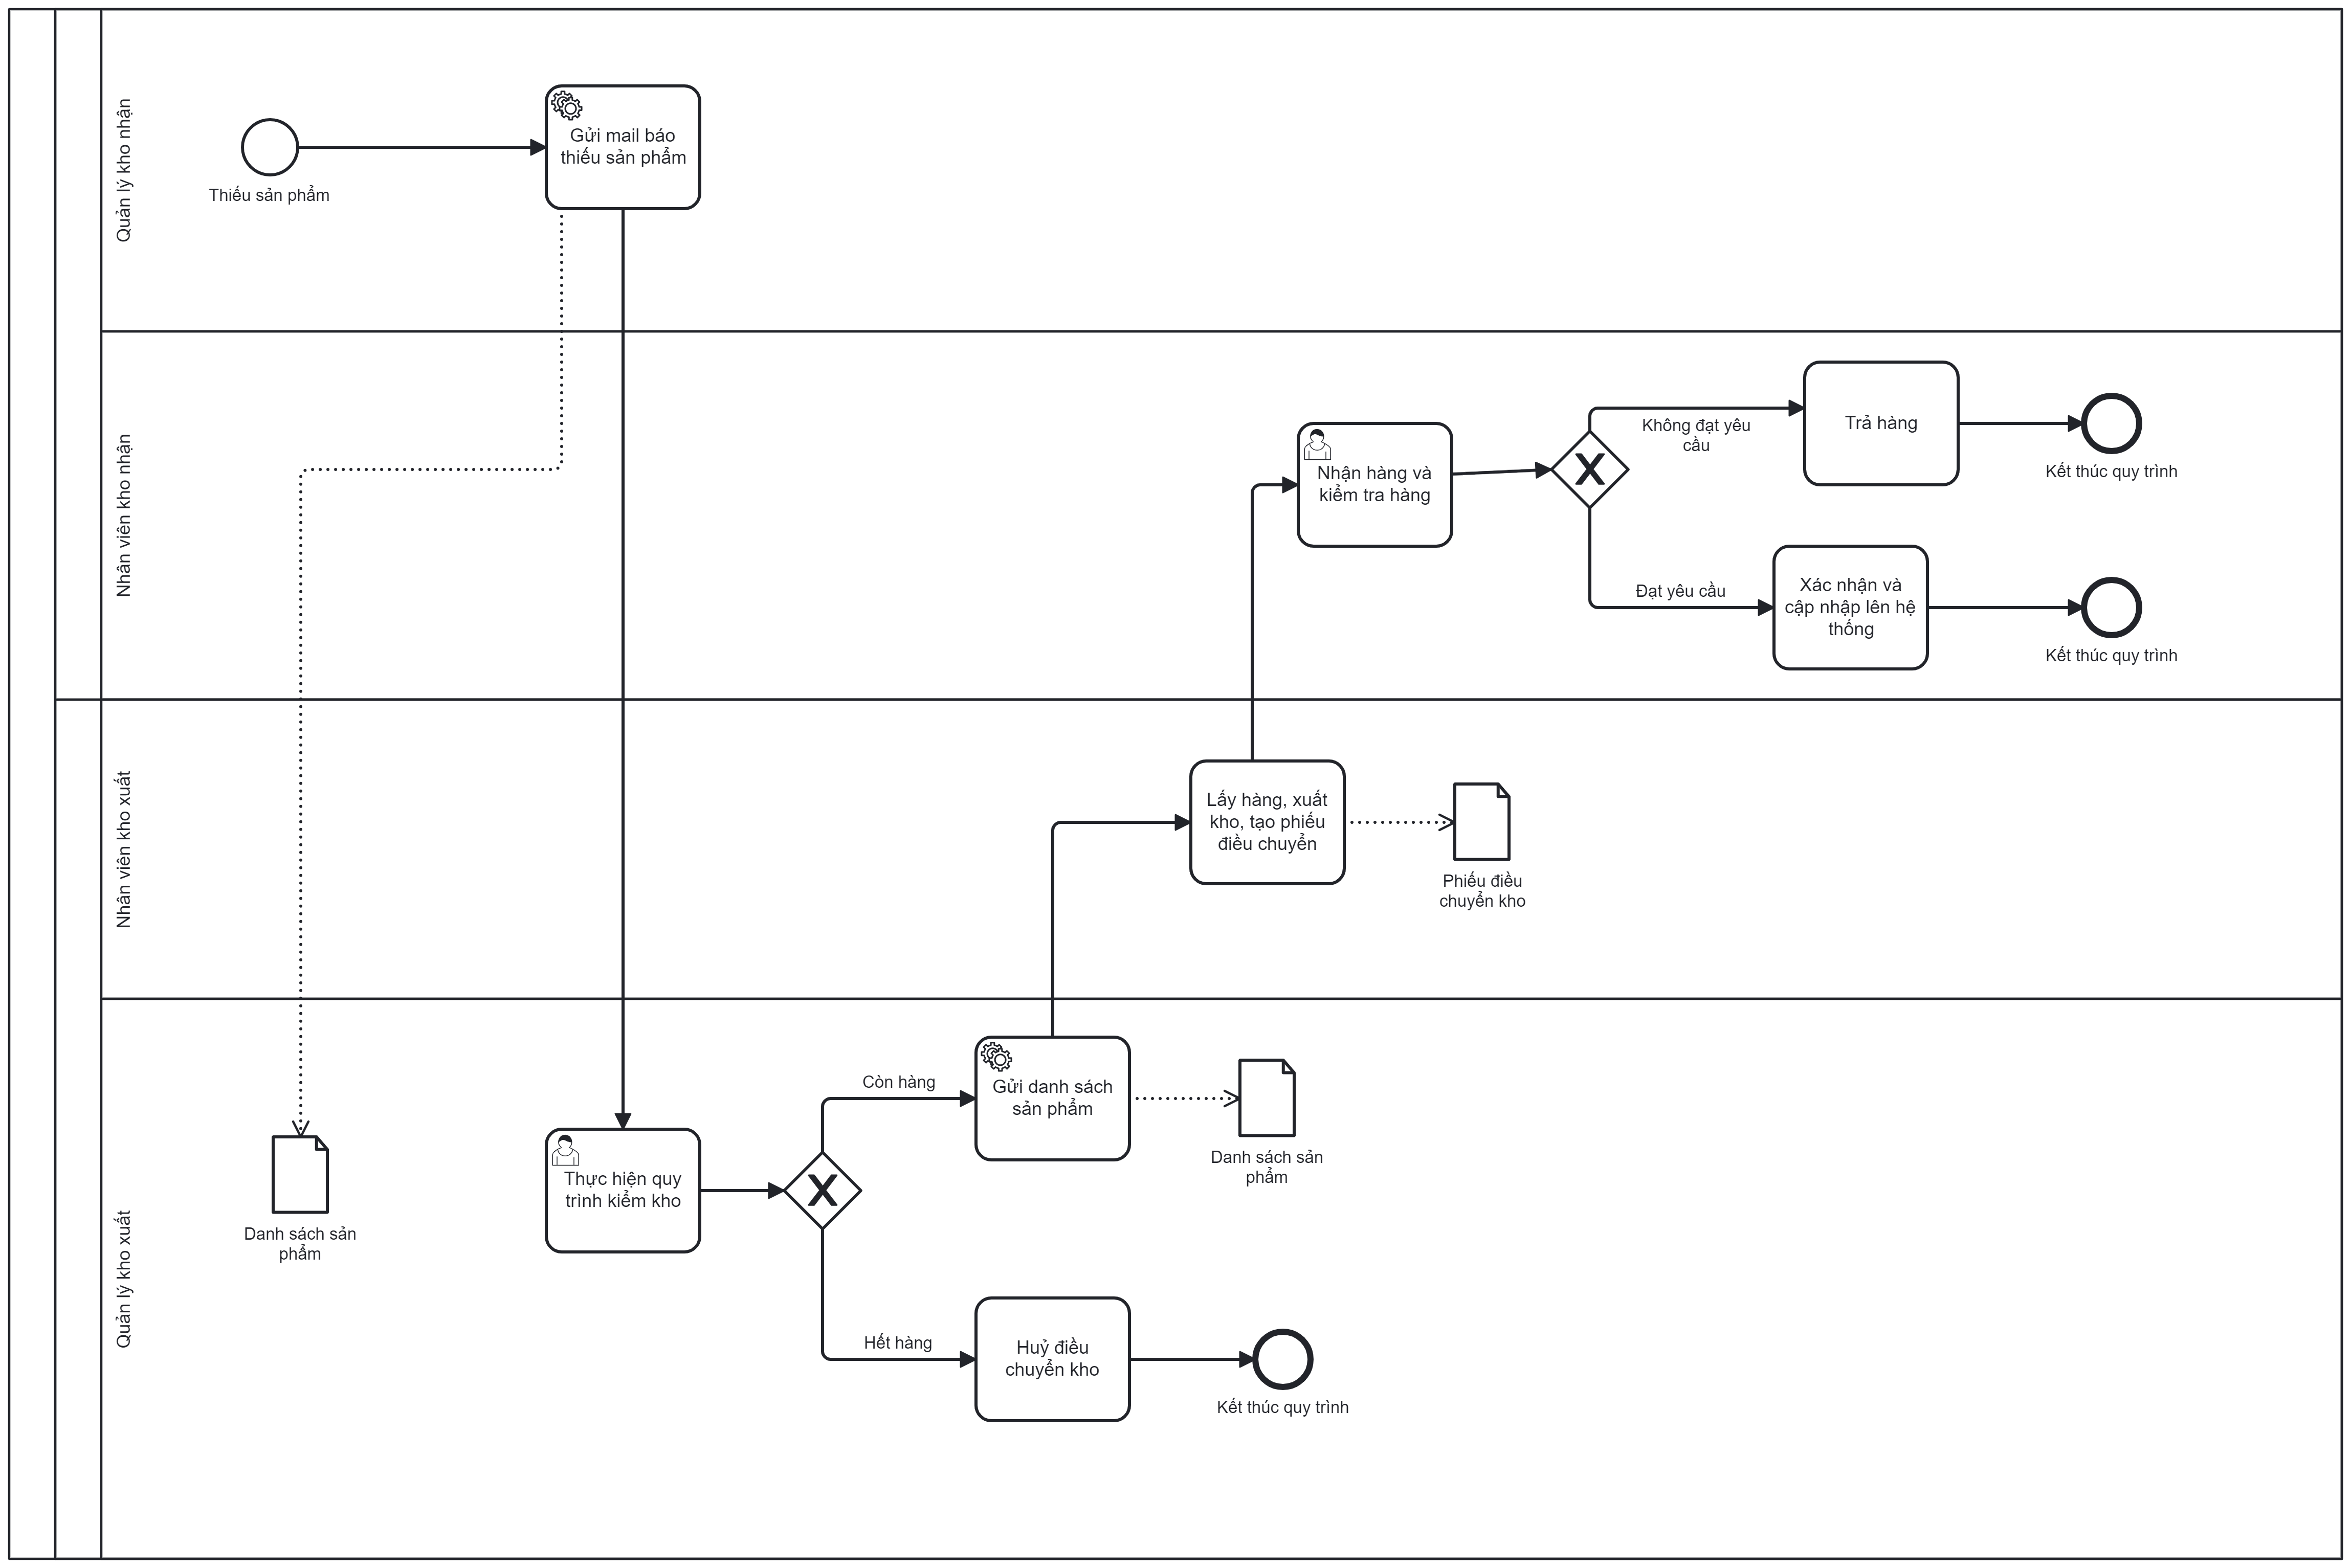 Quản lý kho nhận
Thiếu sản phẩm
Gửi mail báo
thiếu sản phẩm
Nhân viên kho nhận
Nhận hàng và
kiểm tra hàng
Không đạt yêu
cầu
Trả hàng
Kết thúc quy trình
Đạt yêu cầu
Xác nhận và
cập nhập lên hệ
thống
Kết thúc quy trình
Nhân viên kho xuất
Lấy hàng, xuất
kho, tạo phiếu
điều chuyển
Phiếu điều
chuyển kho
Quản lý kho xuất
Danh sách sản
phẩm
Thực hiện quy
trình kiểm kho
Còn hàng
Gửi danh sách
sản phẩm
Danh sách sản
phẩm
Hết hàng
Huỷ điều
chuyển kho
Kết thúc quy trình